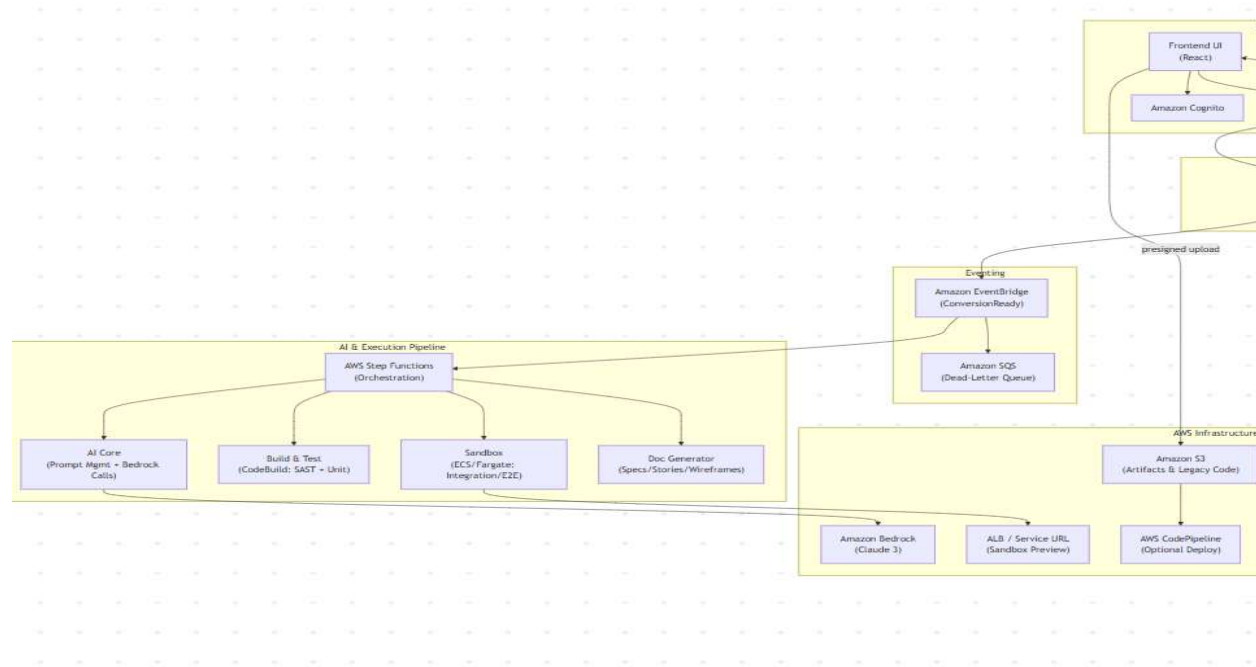 Frontend UI
(React)
Amazon Cognito
presigned upload
Eventing
Amazon EventBridge
(ConversionReady)
Amazon SQS
(Dead-Letter Queue)
AI & Execution Pipeline
AWS Step Functions
(Orchestration)
AI Core
(Prompt Mgmt + Bedrock
Calls)
Build & Test
(CodeBuild: SAST + Unit)
Sandbox
(ECS/Fargate:
Integration/E2E)
Doc Generator
(Specs/Stories/Wireframes)
AWS Infrastructure
Amazon S3
(Artifacts & Legacy Code)
Amazon Bedrock
(Claude 3)
ALB / Service URL
(Sandbox Preview)
AWS CodePipeline
(Optional Deploy)